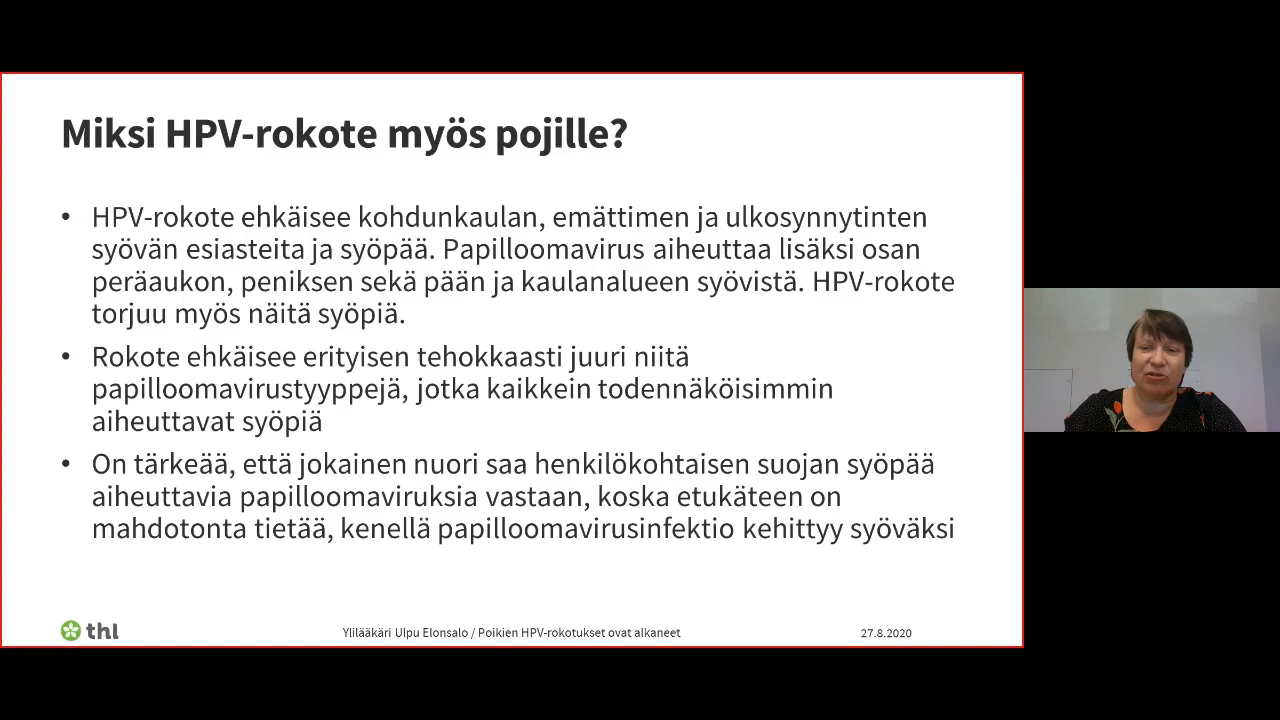 Miksi HPV-rokote myös pojille?
• HPV-rokote ehkäisee kohdunkaulan, emättimen ja ulkosynnytinten
syövän esiasteita ja syöpää. Papilloomavirus aiheuttaa lisäksi osan
peräaukon, peniksen sekä pään ja kaulanalueen syövistä. HPV-rokote
torjuu myös näitä syöpiä.
• Rokote ehkäisee erityisen tehokkaasti juuri niitä
papilloomavirustyyppejä, jotka kaikkein todennäköisimmin
aiheuttavat syöpiä
• On tärkeää, että jokainen nuori saa henkilökohtaisen suojan syöpää
aiheuttavia papilloomaviruksia vastaan, koska etukäteen on
mahdotonta tietää, kenellä papilloomavirusinfektio kehittyy syöväksi
thl
Ylilääkäri Ulpu Elonsalo / Poikien HPV-rokotukset ovat alkaneet
27.8.2020